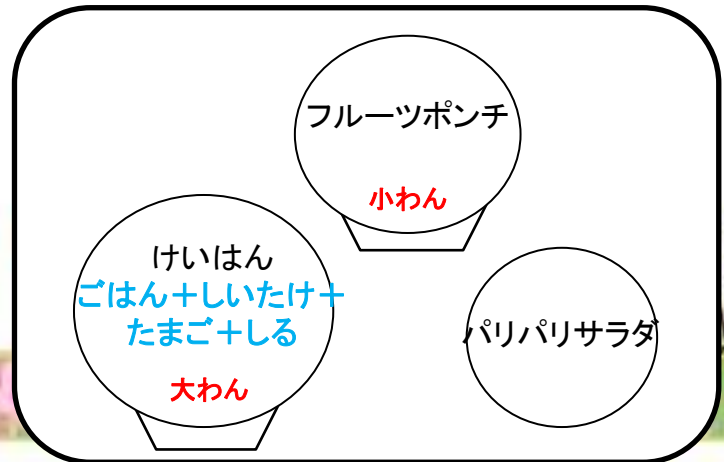 フルーツポンチ
小わん
けいはん
ごはん＋しいたけ＋
たまご＋しる
大わん
パリパリサラダ